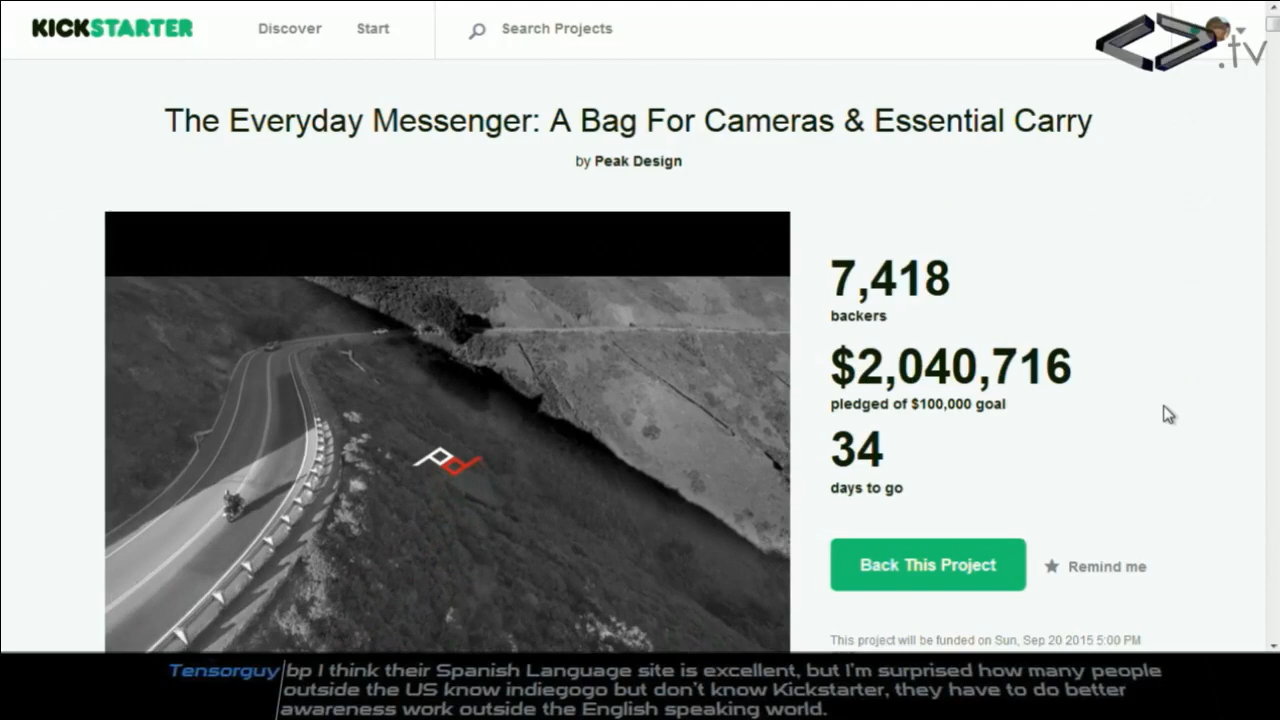 KICKSTARTER
Discover
Start
Search Projects
.tv
The Everyday Messenger: A Bag For Cameras & Essential Carry
by Peak Design
7,418
backers
$2,040,716
pledged of $100,000 goal
pd
34
days to go
Back This Project
Remind me
This project will be funded on Sun, Sep 20 2015 5:00 PM
Tensorguy bp I think their Spanish Language site is excellent, but I'm surprised how many people
outside the US know indiegogo but don't know Kickstarter, they have to do better
awareness work outside the English speaking world.